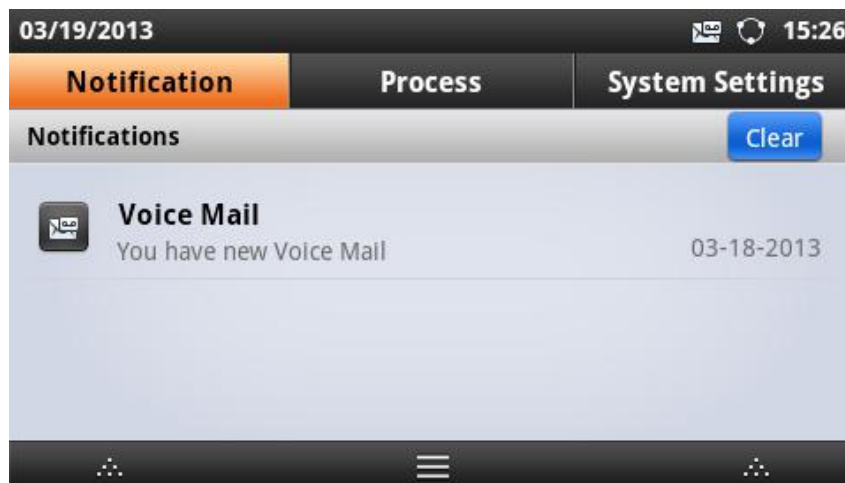 03/19/2013 15:26
Notification Process System Settings
Notifications Clear
Voice Mail
You have new Voice Mail 03-18-2013